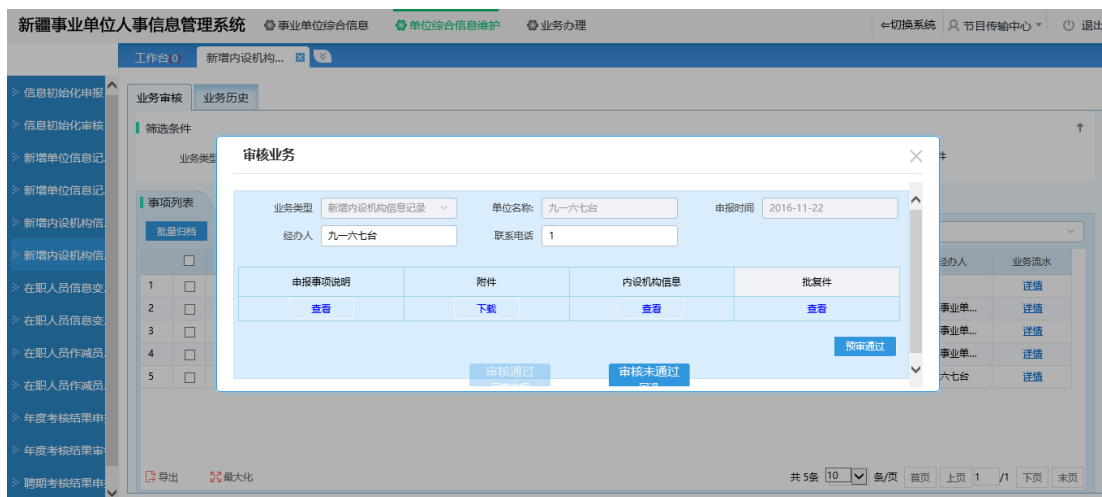 新疆事业单位人事信息管理系统 事业单位综合信息 单位综合信息维护 业务办理 ⇐切换系统 节目传输中心 退出
工作台(0) 新增内设机构...
信息初始化申报
信息初始化审核
新增单位信息记
新增单位信息记
新增内设机构信
新增内设机构信
在职人员信息变
在职人员信息变
在职人员作减员
在职人员作减员
年度考核结果申
年度考核结果审
聘期考核结果申
业务审核 业务历史
筛选条件
业务类型 件
事项列表
批量归档
经办人 业务流水
1 详值
2 事业单... 详值
3 事业单... 详值
4 事业单... 详值
5 六七台 详值
审核业务
业务类型 新增内设机构信息记录 单位名称: 九一六七台 申报时间 2016-11-22
经办人 九一六七台 联系电话 1
申报事项说明 附件 内设机构信息 批复件
查看 下载 查看 查看
预审通过
审核通过 审核未通过
导出 最大化 共 5条 10 条/页 首页 上页 1 /1 下页 末页